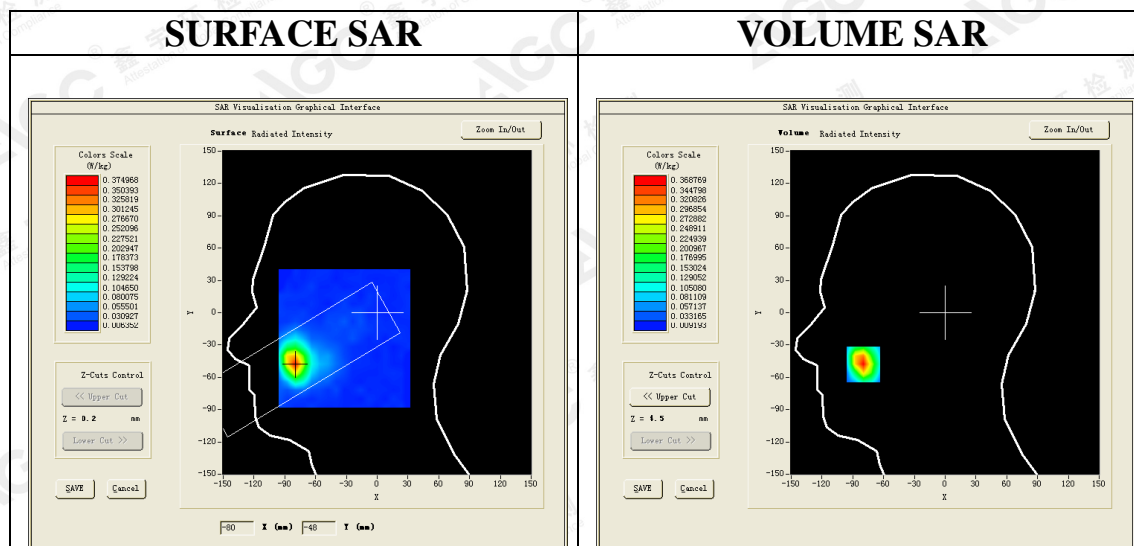 SURFACE SAR
VOLUME SAR
SAR Visualisation Graphical Interface
Surface Radiated Intensity
Zoom In/Out
Colors Scale
(W/kg)
0.374968
0.350393
0.325819
0.301245
0.276670
0.252096
0.227521
0.202947
0.178373
0.153798
0.129224
0.104650
0.080075
0.055501
0.030927
0.006352
Z-Cuts Control
<< Upper Cut
Z = 0.2 mm
Lower Cut >>
SAVE
Cancel
150
120
90
60
30
0
-30
-60
-90
-120
-150
Y
-150 -120 -90 -60 -30 0 30 60 90 120 150
X
-80 X (mm) -48 Y (mm)
SAR Visualisation Graphical Interface
Volume Radiated Intensity
Zoom In/Out
Colors Scale
(W/kg)
0.368769
0.344798
0.320826
0.296854
0.272882
0.248911
0.224939
0.200967
0.176995
0.153024
0.129052
0.105080
0.081109
0.057137
0.033165
0.009193
Z-Cuts Control
<< Upper Cut
Z = 4.5 mm
Lower Cut >>
SAVE
Cancel
150
120
90
60
30
0
-30
-60
-90
-120
-150
Y
-150 -120 -90 -60 -30 0 30 60 90 120 150
X
AGC